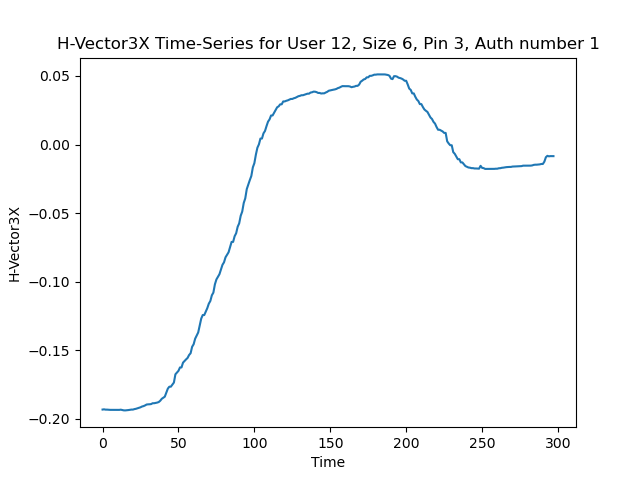 H-Vector3X Time-Series for User 12, Size 6, Pin 3, Auth number 1
H-Vector3X
0.05
0.00
−0.05
−0.10
−0.15
−0.20
0 50 100 150 200 250 300
Time